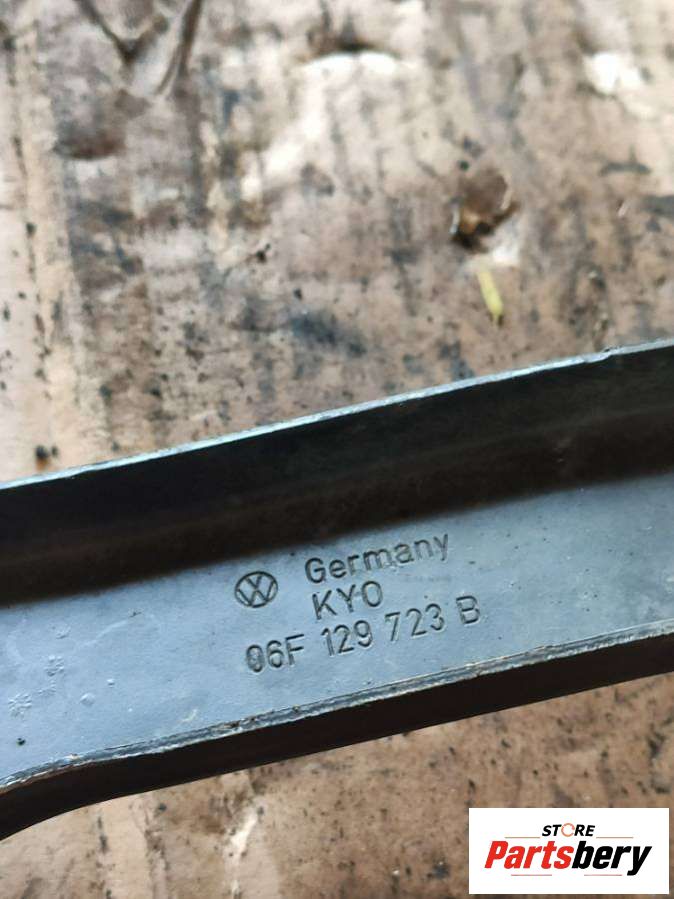 Germany
KYO
06F 129 723 B
STORE
Partsbery